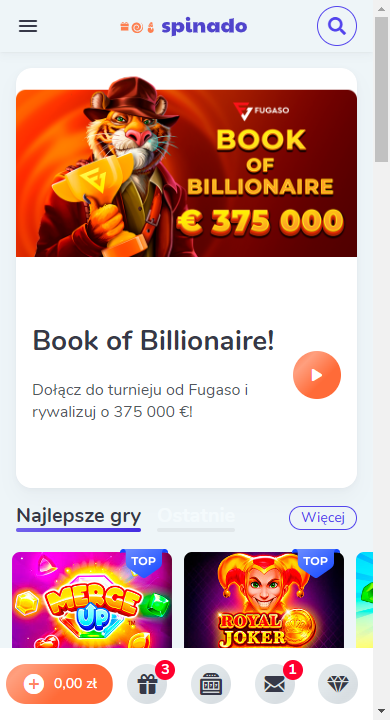 spinado
FUGASO
BOOK
OF
BILLIONAIRE
€ 375 000
Book of Billionaire!
Dołącz do turnieju od Fugaso i
rywalizuj o 375 000 €!
Najlepsze gry
Ostatnie
Więcej
TOP
TOP
MERGE
UP
TM
ROYAL
JOKER
0,00 zł
3
1